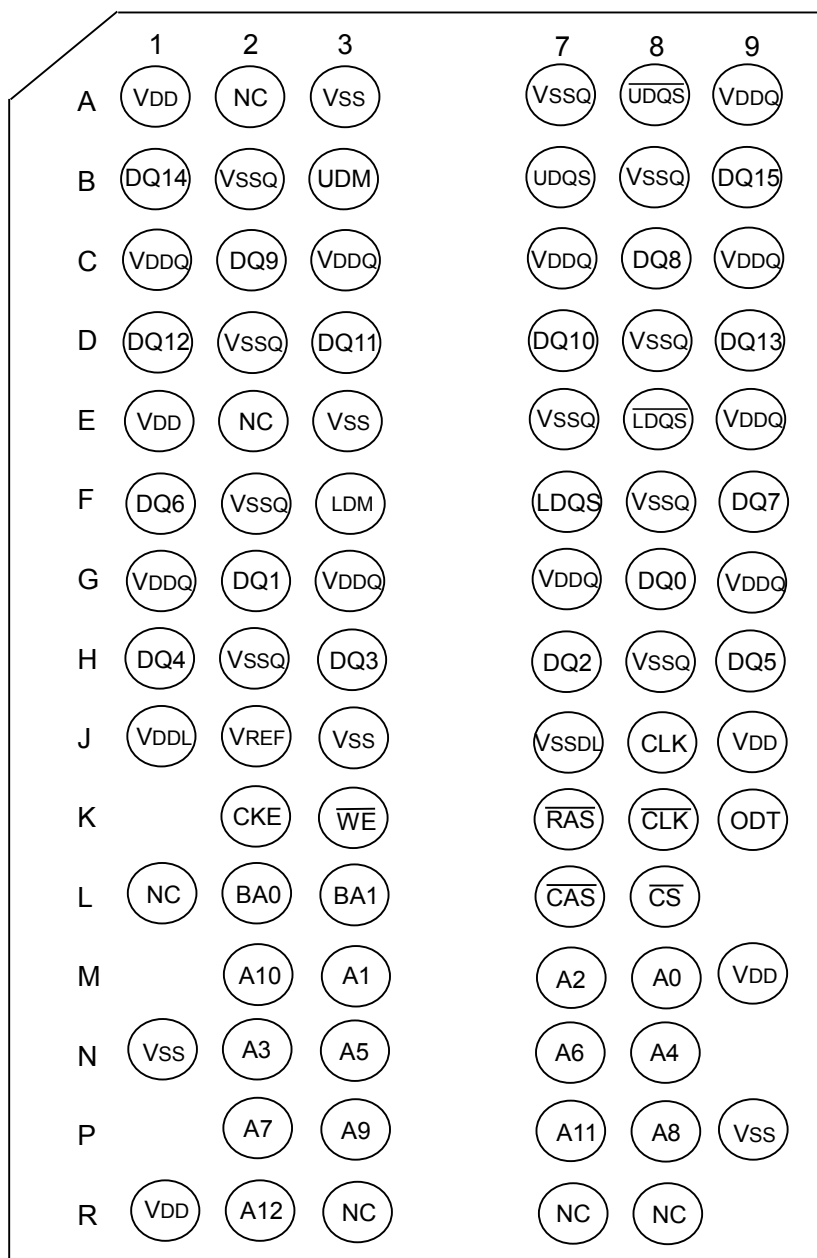 1 2 3 7 8 9
A VDD NC VSS VSSQ UDQS VDDQ
B DQ14 VSSQ UDM UDQS VSSQ DQ15
C VDDQ DQ9 VDDQ VDDQ DQ8 VDDQ
D DQ12 VSSQ DQ11 DQ10 VSSQ DQ13
E VDD NC VSS VSSQ LDQS VDDQ
F DQ6 VSSQ LDM LDQS VSSQ DQ7
G VDDQ DQ1 VDDQ VDDQ DQ0 VDDQ
H DQ4 VSSQ DQ3 DQ2 VSSQ DQ5
J VDDL VREF VSS VSSDL CLK VDD
K CKE WE RAS CLK ODT
L NC BA0 BA1 CAS CS
M A10 A1 A2 A0 VDD
N VSS A3 A5 A6 A4
P A7 A9 A11 A8 VSS
R VDD A12 NC NC NC